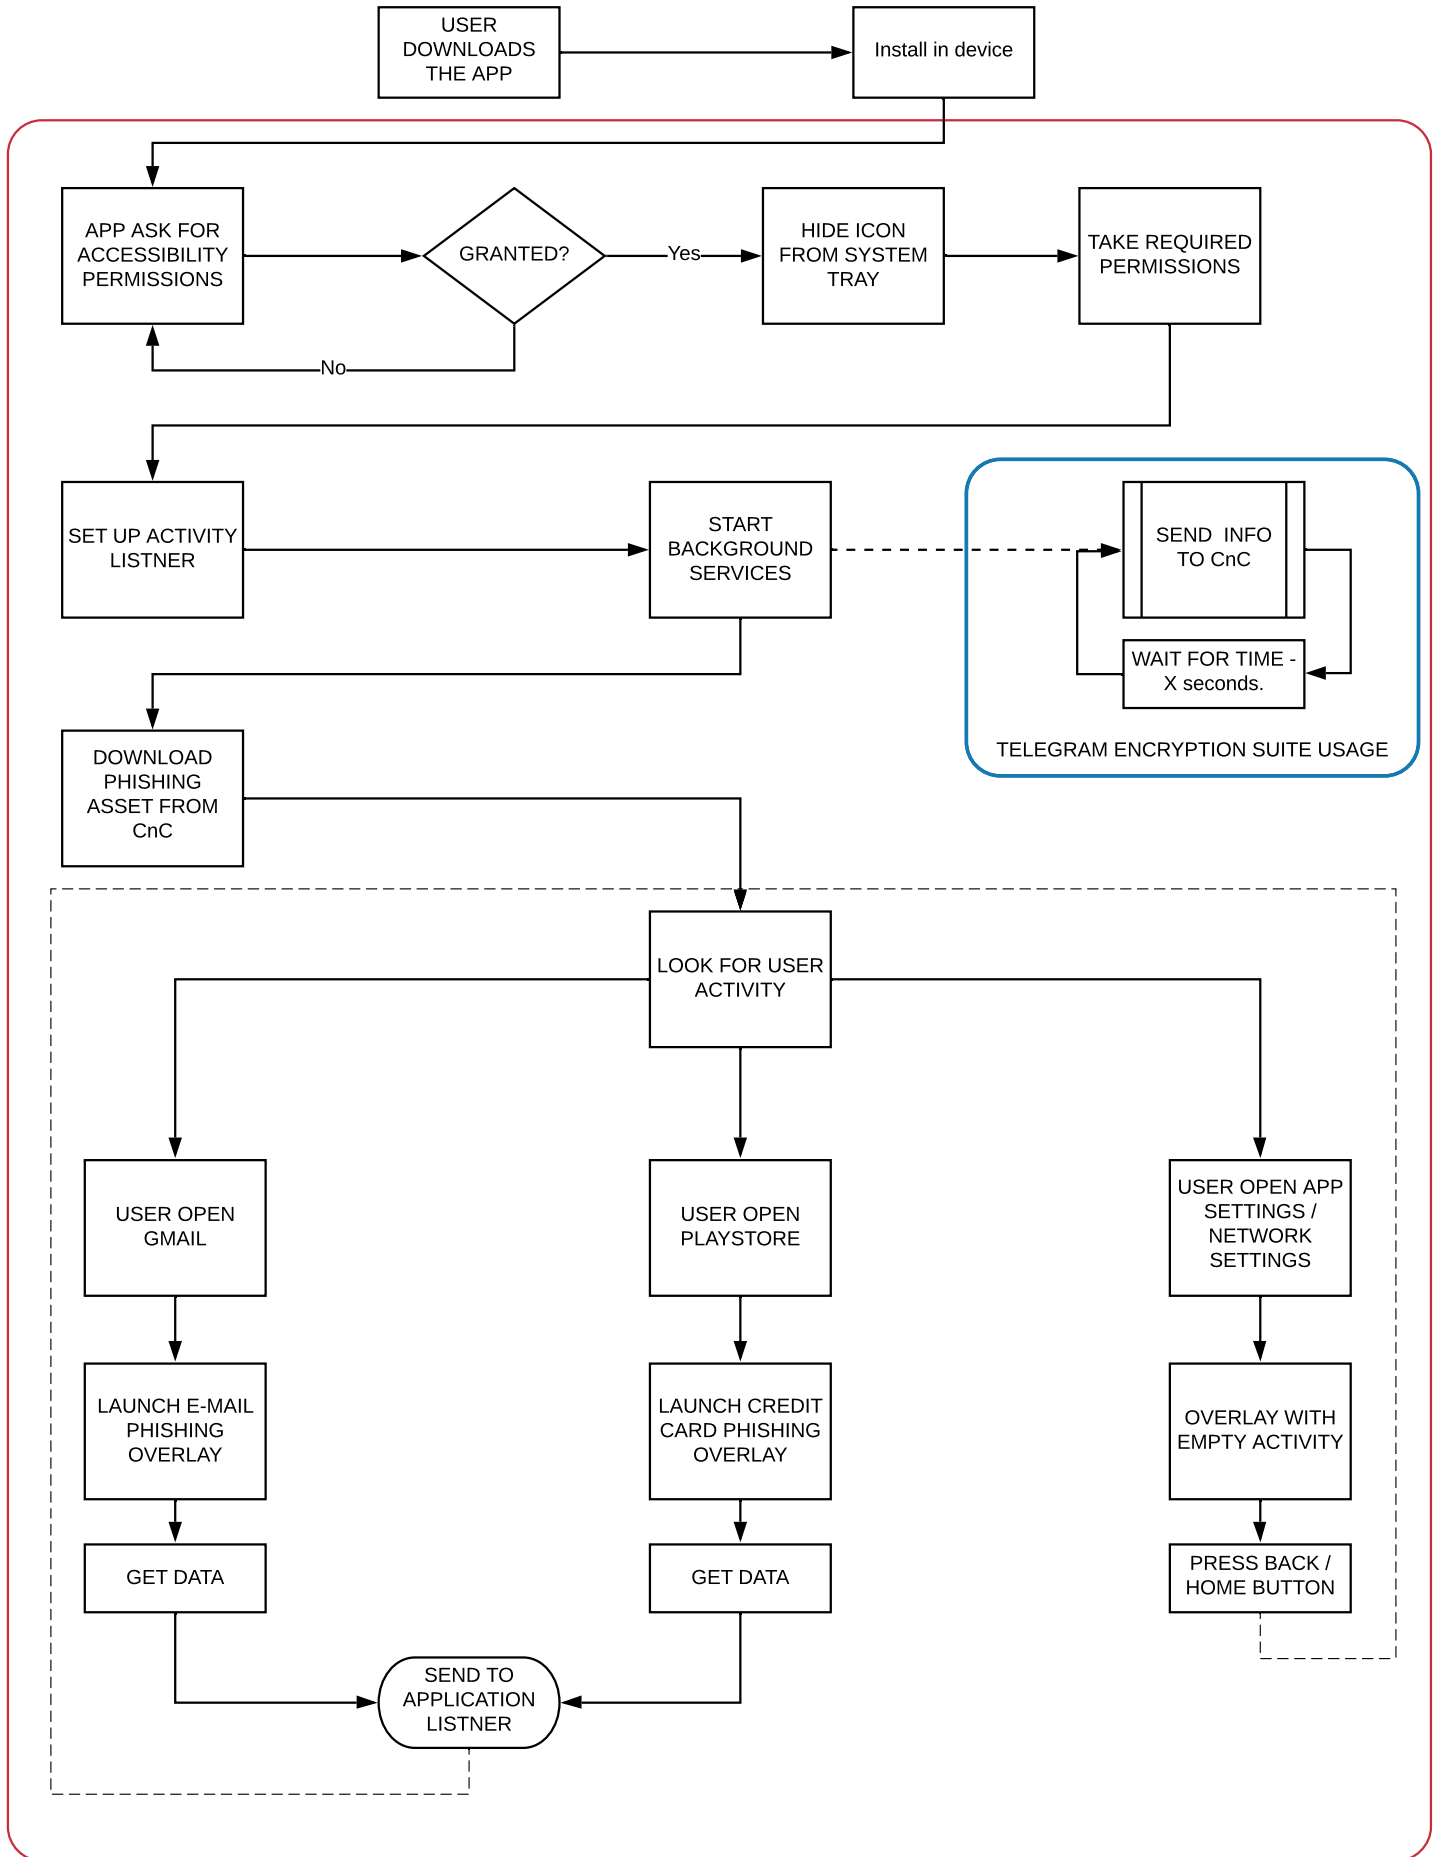 USER
DOWNLOADS
THE APP
Install in device
APP ASK FOR
ACCESSIBILITY
PERMISSIONS
GRANTED?
Yes
HIDE ICON
FROM SYSTEM
TRAY
TAKE REQUIRED
PERMISSIONS
No
SET UP ACTIVITY
LISTNER
START
BACKGROUND
SERVICES
SEND INFO
TO CnC
WAIT FOR TIME -
X seconds.
TELEGRAM ENCRYPTION SUITE USAGE
DOWNLOAD
PHISHING
ASSET FROM
CnC
LOOK FOR USER
ACTIVITY
USER OPEN
GMAIL
USER OPEN
PLAYSTORE
USER OPEN APP
SETTINGS /
NETWORK
SETTINGS
LAUNCH E-MAIL
PHISHING
OVERLAY
LAUNCH CREDIT
CARD PHISHING
OVERLAY
OVERLAY WITH
EMPTY ACTIVITY
GET DATA
GET DATA
PRESS BACK /
HOME BUTTON
SEND TO
APPLICATION
LISTNER